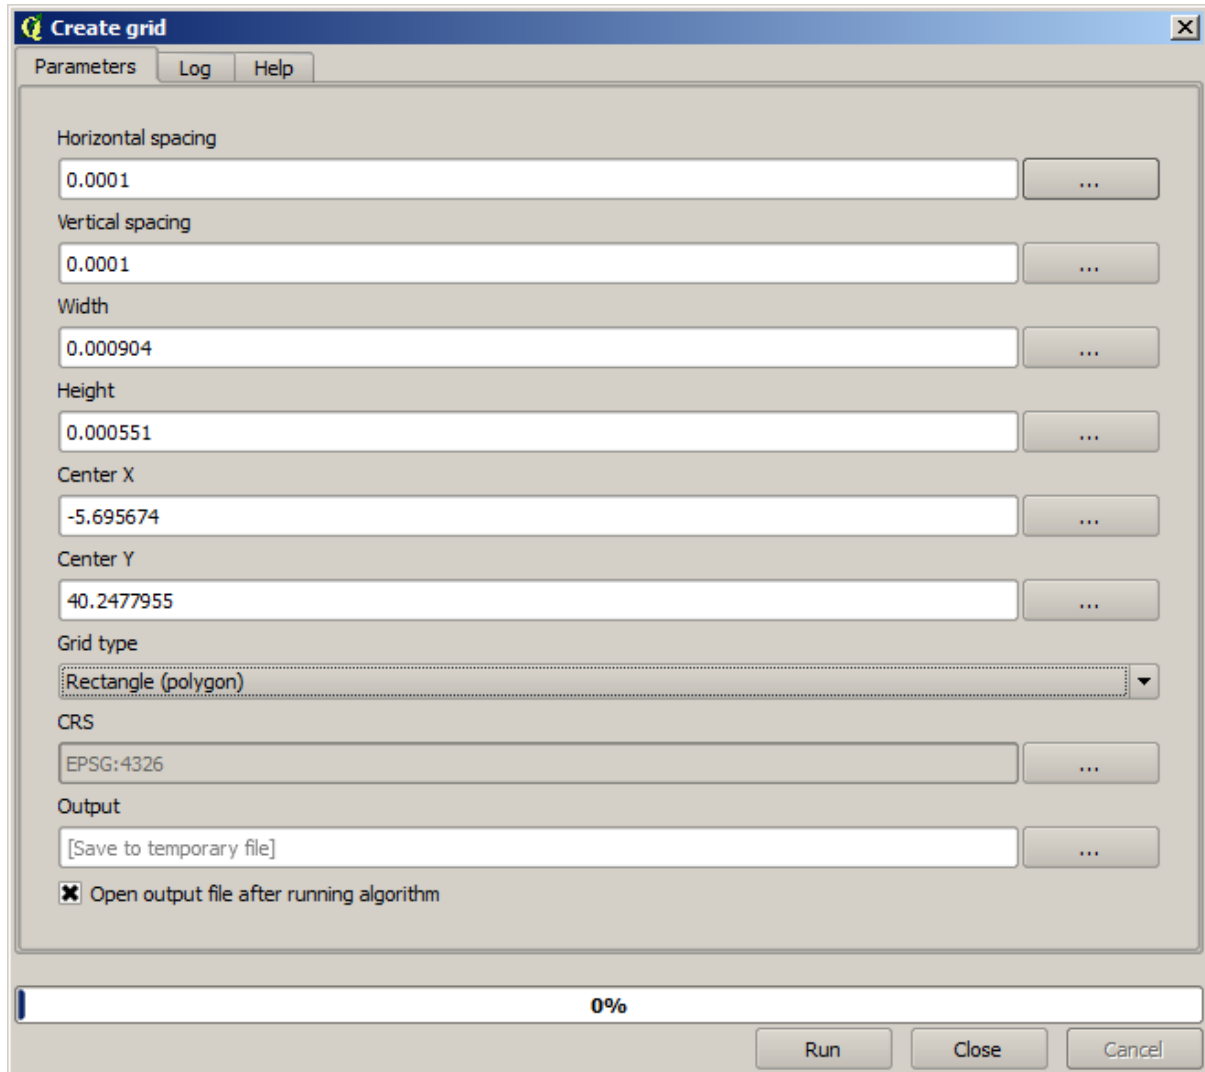 Create grid
Parameters Log Help
Horizontal spacing
0.0001 ...
Vertical spacing
0.0001 ...
Width
0.000904 ...
Height
0.000551 ...
Center X
-5.695674 ...
Center Y
40.2477955 ...
Grid type
Rectangle (polygon)
CRS
EPSG:4326 ...
Output
[Save to temporary file] ...
Open output file after running algorithm
0%
Run Close Cancel